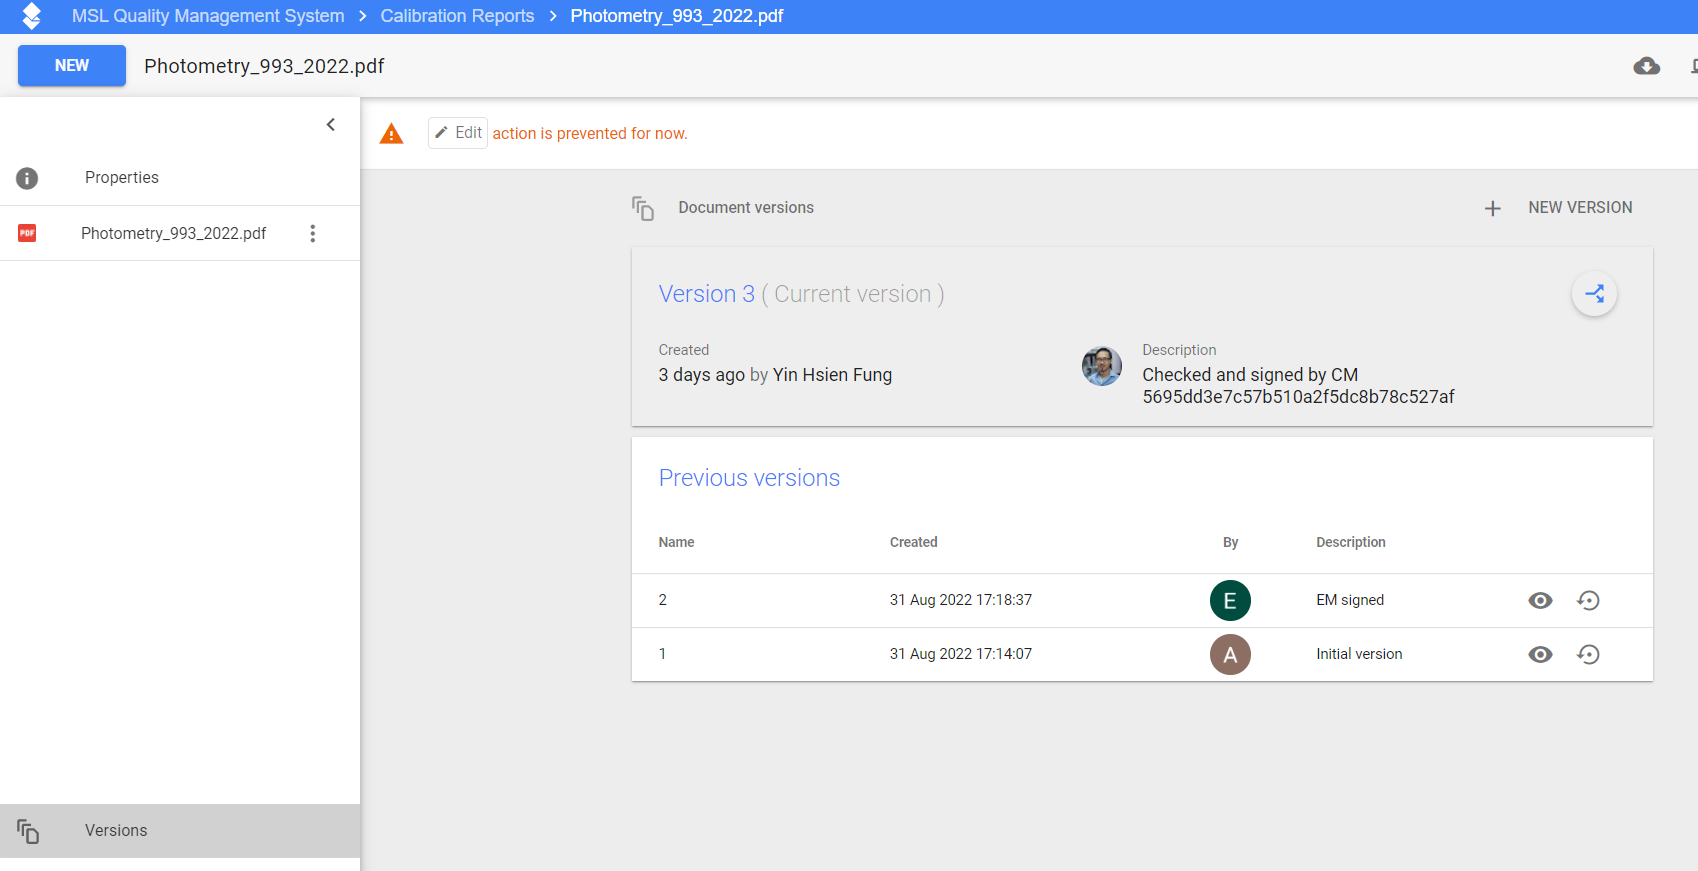 MSL Quality Management System > Calibration Reports > Photometry_993_2022.pdf
NEW Photometry_993_2022.pdf
Edit action is prevented for now.
Properties
PDF Photometry_993_2022.pdf
Versions
Document versions
+ NEW VERSION
Version 3 ( Current version )
Created
3 days ago by Yin Hsien Fung
Description
Checked and signed by CM
5695dd3e7c57b510a2f5dc8b78c527af
Previous versions
Name Created By Description
2 31 Aug 2022 17:18:37 E EM signed
1 31 Aug 2022 17:14:07 A Initial version